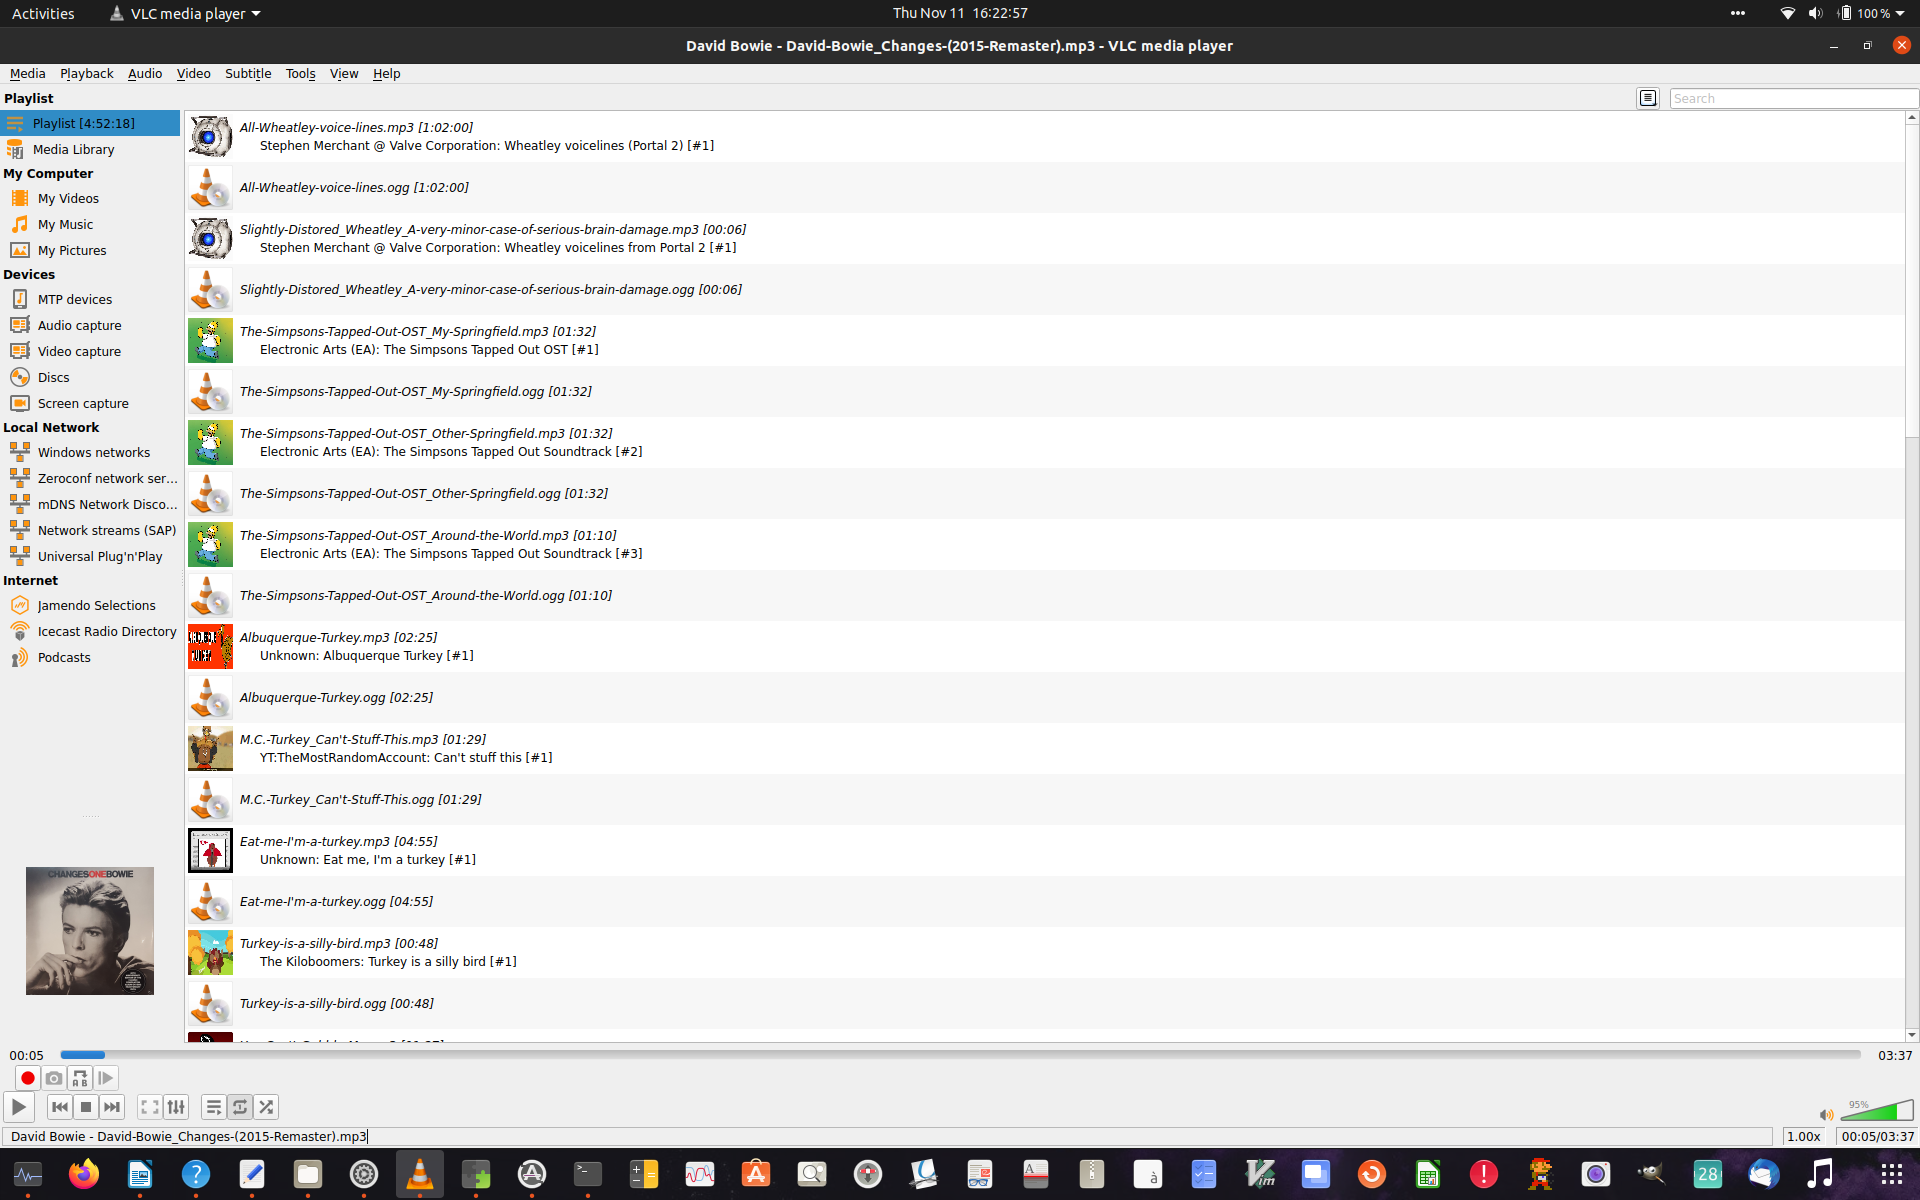 Activities
VLC media player
Thu Nov 11  16:22:57
100 %
David Bowie - David-Bowie_Changes-(2015-Remaster).mp3 - VLC media player
Media Playback Audio Video Subtitle Tools View Help
Playlist
Search
Playlist [4:52:18]
Media Library
My Computer
My Videos
My Music
My Pictures
Devices
MTP devices
Audio capture
Video capture
Discs
Screen capture
Local Network
Windows networks
Zeroconf network ser...
mDNS Network Disco...
Network streams (SAP)
Universal Plug'n'Play
Internet
Jamendo Selections
Icecast Radio Directory
Podcasts
CHANGESONEBOWIE
All-Wheatley-voice-lines.mp3 [1:02:00]
Stephen Merchant @ Valve Corporation: Wheatley voicelines (Portal 2) [#1]
All-Wheatley-voice-lines.ogg [1:02:00]
Slightly-Distored_Wheatley_A-very-minor-case-of-serious-brain-damage.mp3 [00:06]
Stephen Merchant @ Valve Corporation: Wheatley voicelines from Portal 2 [#1]
Slightly-Distored_Wheatley_A-very-minor-case-of-serious-brain-damage.ogg [00:06]
The-Simpsons-Tapped-Out-OST_My-Springfield.mp3 [01:32]
Electronic Arts (EA): The Simpsons Tapped Out OST [#1]
The-Simpsons-Tapped-Out-OST_My-Springfield.ogg [01:32]
The-Simpsons-Tapped-Out-OST_Other-Springfield.mp3 [01:32]
Electronic Arts (EA): The Simpsons Tapped Out Soundtrack [#2]
The-Simpsons-Tapped-Out-OST_Other-Springfield.ogg [01:32]
The-Simpsons-Tapped-Out-OST_Around-the-World.mp3 [01:10]
Electronic Arts (EA): The Simpsons Tapped Out Soundtrack [#3]
The-Simpsons-Tapped-Out-OST_Around-the-World.ogg [01:10]
Albuquerque-Turkey.mp3 [02:25]
Unknown: Albuquerque Turkey [#1]
Albuquerque-Turkey.ogg [02:25]
M.C.-Turkey_Can't-Stuff-This.mp3 [01:29]
YT:TheMostRandomAccount: Can't stuff this [#1]
M.C.-Turkey_Can't-Stuff-This.ogg [01:29]
Eat-me-I'm-a-turkey.mp3 [04:55]
Unknown: Eat me, I'm a turkey [#1]
Eat-me-I'm-a-turkey.ogg [04:55]
Turkey-is-a-silly-bird.mp3 [00:48]
The Kiloboomers: Turkey is a silly bird [#1]
Turkey-is-a-silly-bird.ogg [00:48]
00:05
03:37
A B
95%
David Bowie - David-Bowie_Changes-(2015-Remaster).mp3
1.00x
00:05/03:37
28